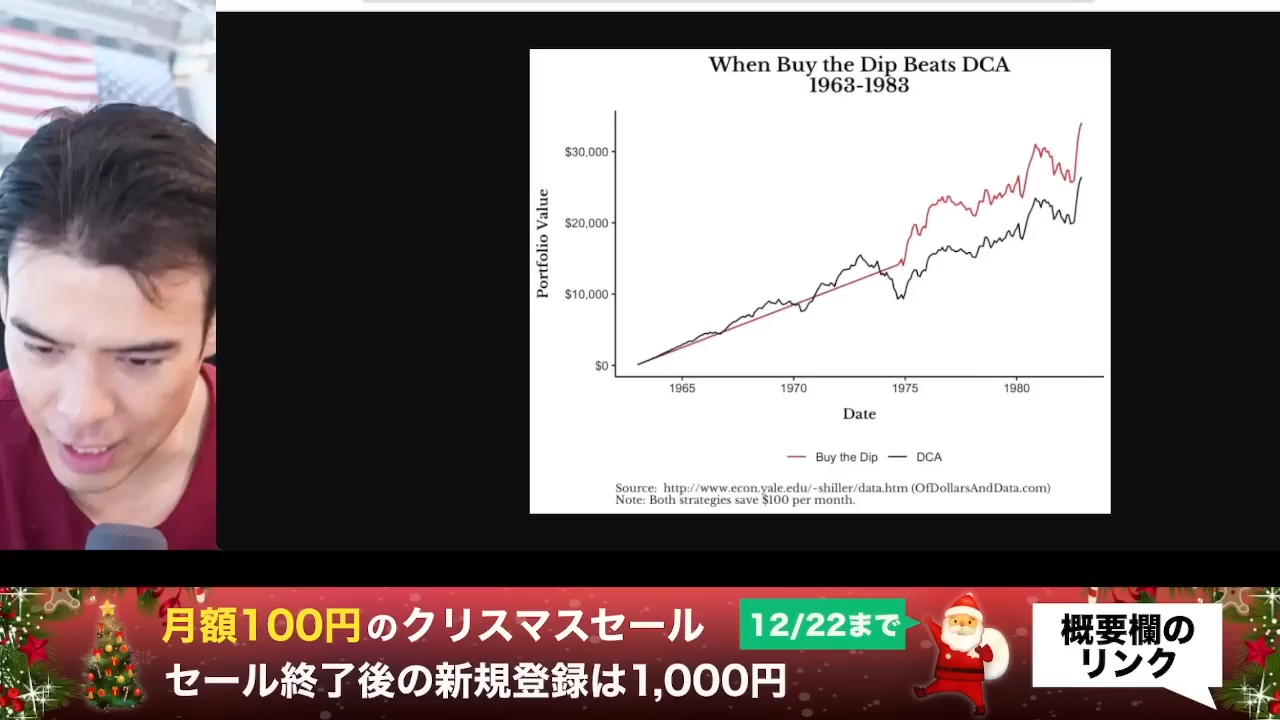 When Buy the Dip Beats DCA
1963-1983
Portfolio Value
$30,000
$20,000
$10,000
$0
1965 1970 1975 1980
Date
Buy the Dip DCA
Source: http://www.econ.yale.edu/~shiller/data.htm (OfDollarsAndData.com)
Note: Both strategies save $100 per month.
月額100円のクリスマスセール
12/22まで
セール終了後の新規登録は1,000円
概要欄の
リンク